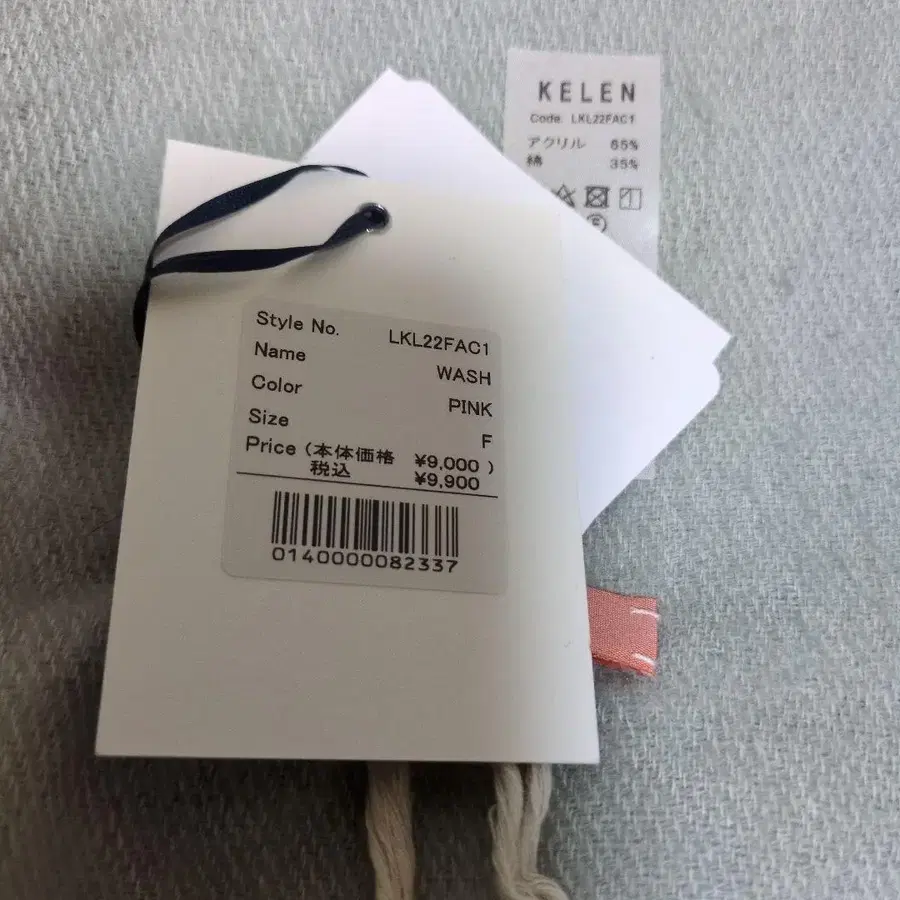 KELEN
Code. LKL22FAC1
アクリル 65%
綿 35%
Style No. LKL22FAC1
Name WASH
Color PINK
Size F
Price (本体価格 ¥9,000 )
税込 ¥9,900
0140000082337